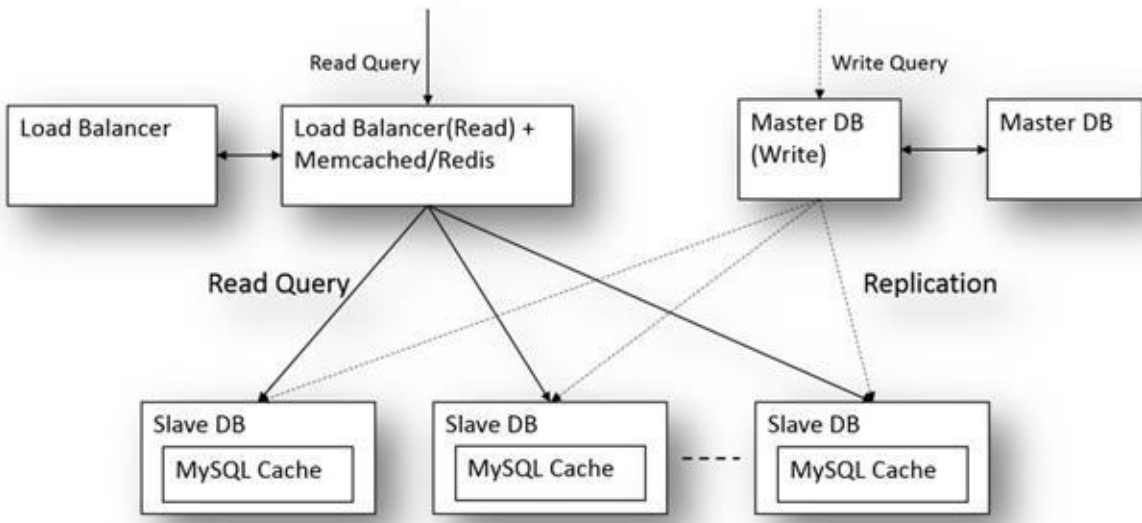 Read Query
Write Query
Load Balancer
Load Balancer(Read) +
Memcached/Redis
Master DB
(Write)
Master DB
Read Query
Replication
Slave DB
MySQL Cache
Slave DB
MySQL Cache
Slave DB
MySQL Cache